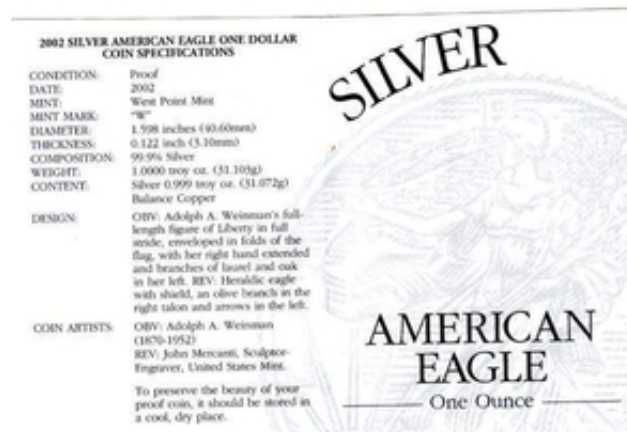 2002 SILVER AMERICAN EAGLE ONE DOLLAR
COIN SPECIFICATIONS
CONDITION: Proof
DATE: 2002
MINT: West Point Mint
MINT MARK: "W"
DIAMETER: 1.598 inches (40.60mm)
THICKNESS: 0.122 inch (3.10mm)
COMPOSITION: 99.9% Silver
WEIGHT: 1.0000 troy oz. (31.103g)
CONTENT: Silver 0.999 troy oz. (31.072g)
Balance Copper
DESIGN: OBV: Adolph A. Weinman's full-
length figure of Liberty in full
stride, enveloped in folds of the
flag, with her right hand extended
and branches of laurel and oak
in her left. REV: Heraldic eagle
with shield, an olive branch in the
right talon and arrows in the left.
COIN ARTISTS: OBV: Adolph A. Weinman
(1870-1952)
REV: John Mercanti, Sculptor-
Engraver, United States Mint.
To preserve the beauty of your
proof coin, it should be stored in
a cool, dry place.
SILVER
AMERICAN
EAGLE
One Ounce